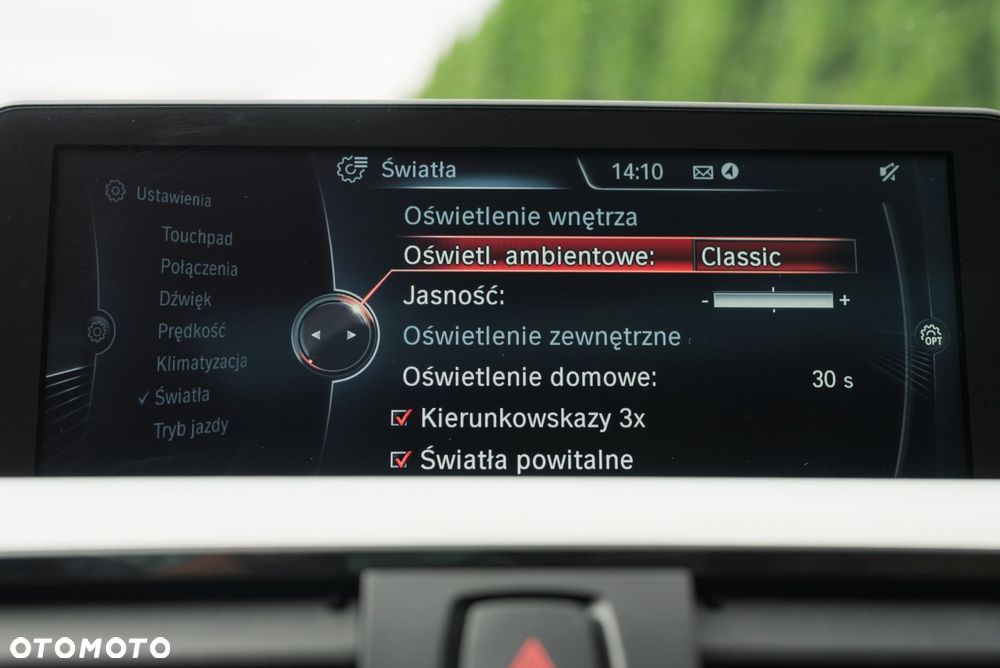 Światła
14:10
Ustawienia
Touchpad
Połączenia
Dźwięk
Prędkość
Klimatyzacja
Światła
Tryb jazdy
Oświetlenie wnętrza
Oświetl. ambientowe: Classic
Jasność: - +
Oświetlenie zewnętrzne
Oświetlenie domowe: 30 s
Kierunkowskazy 3x
Światła powitalne
OPT
OTOMOTO